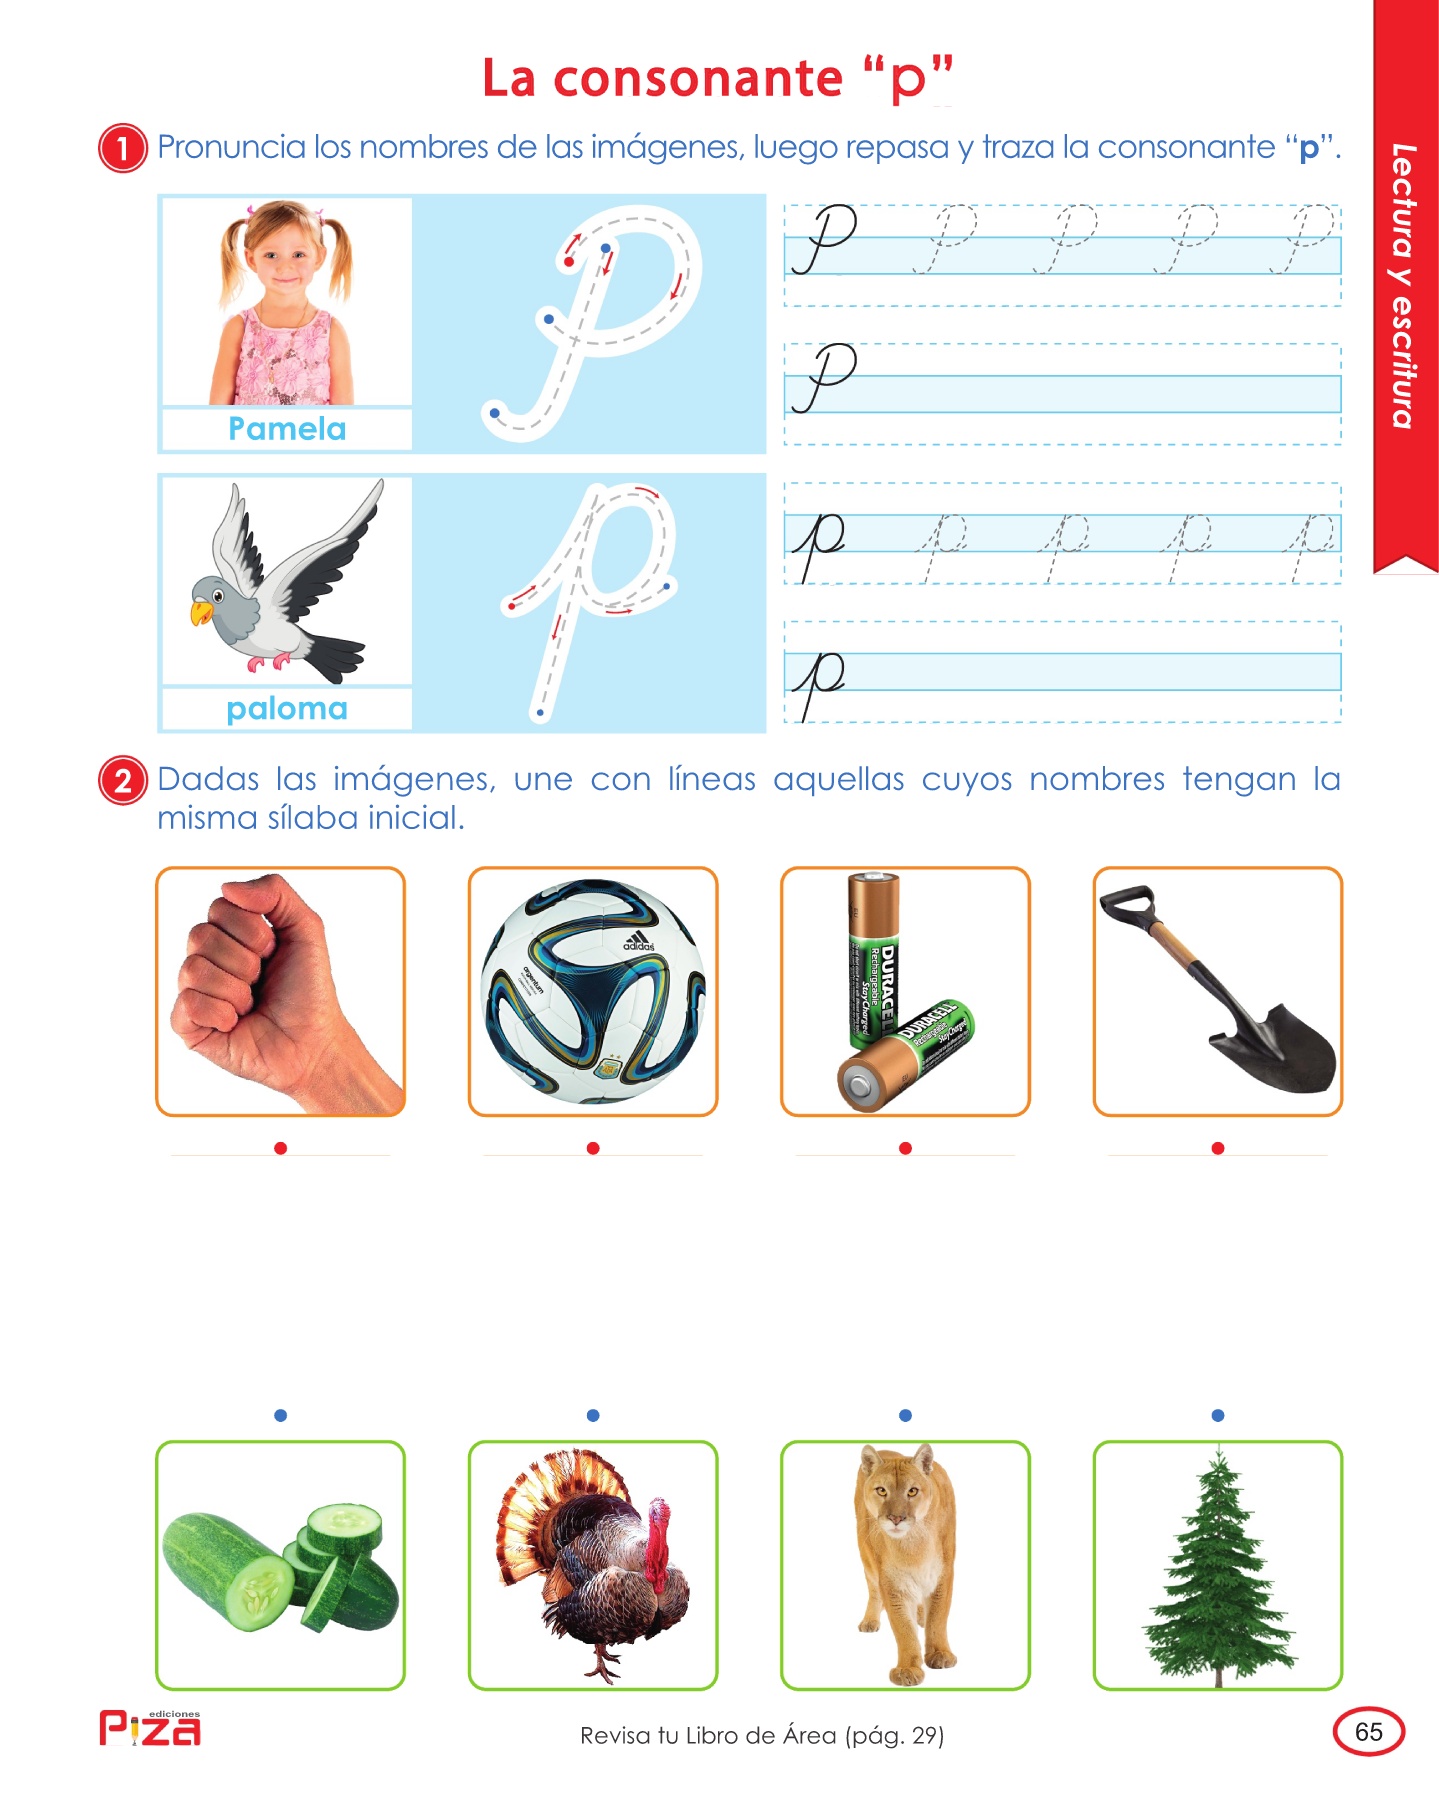 La consonante “p”
Lectura y escritura
1 Pronuncia los nombres de las imágenes, luego repasa y traza la consonante “p”.
Pamela
P P P P P P
P
paloma
p p p p p p
p
2 Dadas las imágenes, une con líneas aquellas cuyos nombres tengan la
misma sílaba inicial.
adidas
argentum
DURACELL
Rechargeable
StayCharged
DURACELL
Rechargeable
StayCharged
ediciones
Piza
Revisa tu Libro de Área (pág. 29)
65